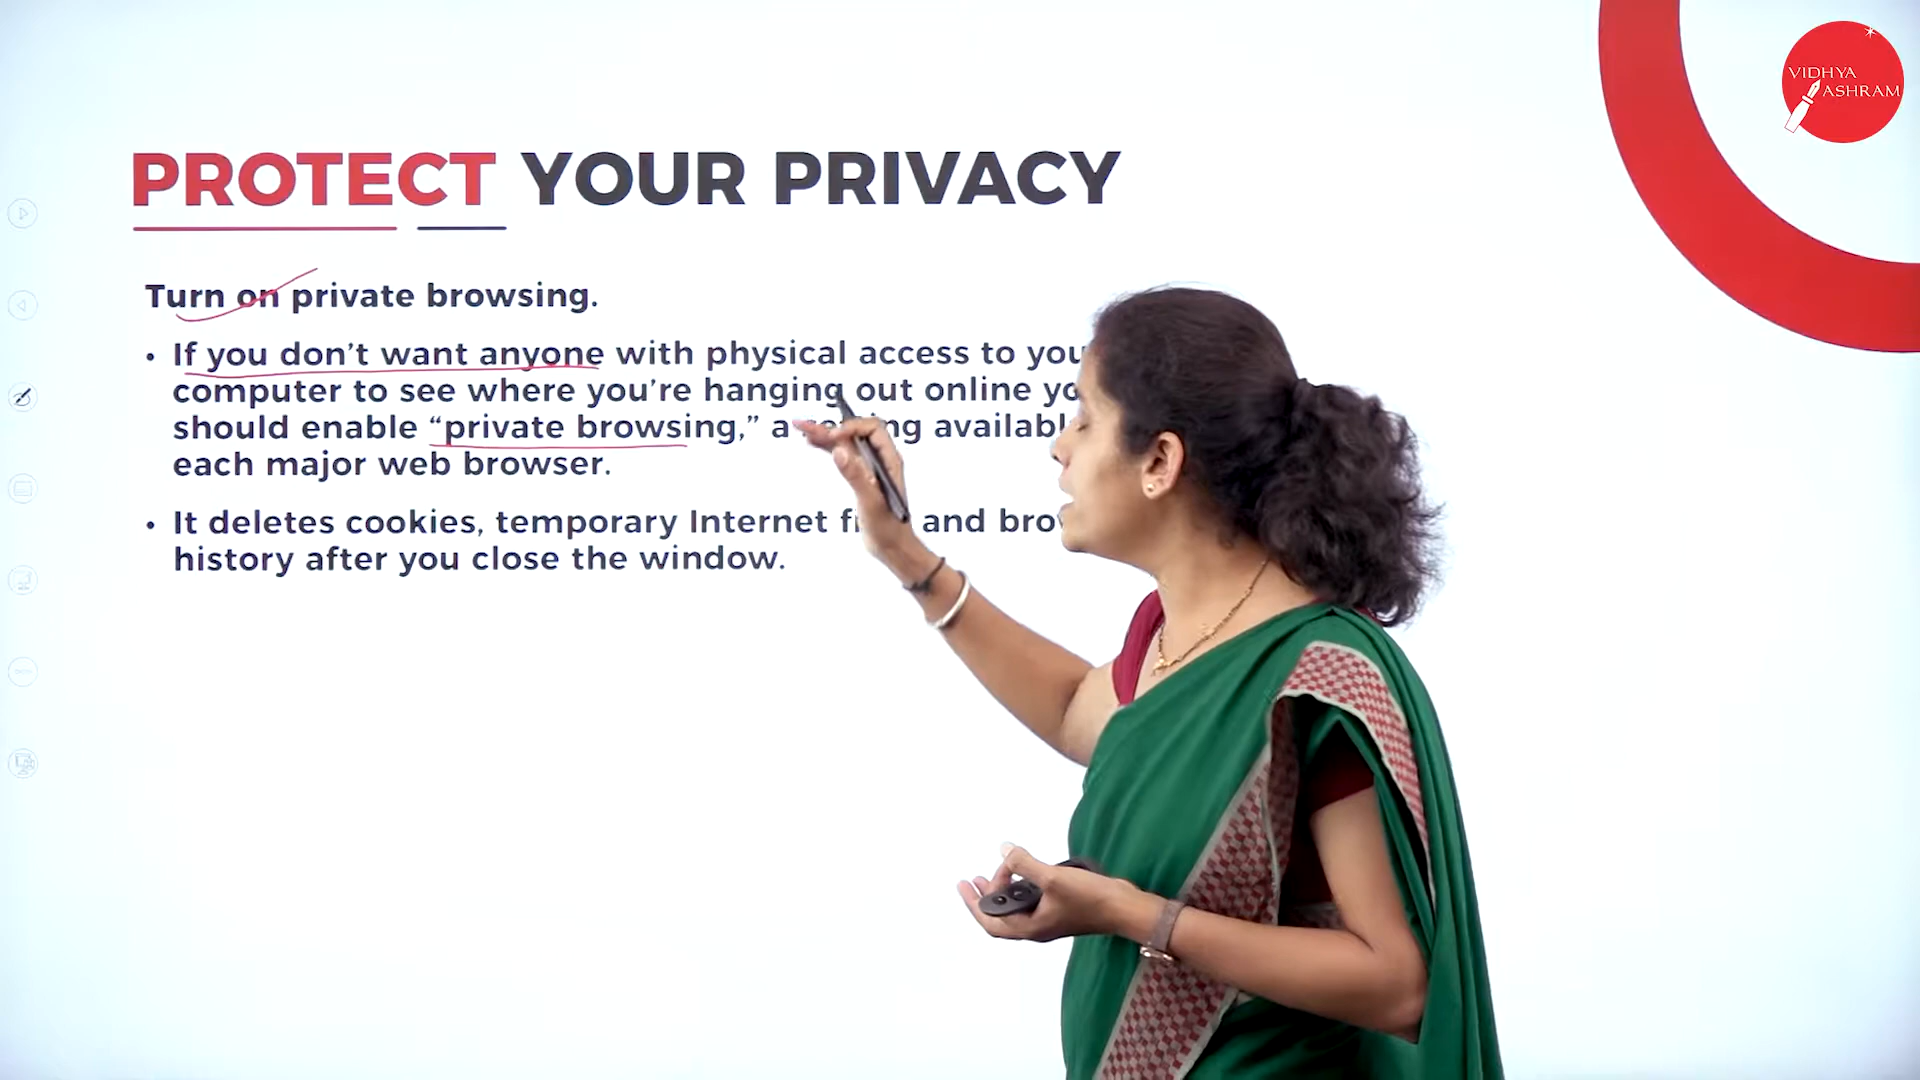 VIDHYA
ASHRAM
PROTECT YOUR PRIVACY
Turn on private browsing.
• If you don't want anyone with physical access to
computer to see where you're hanging out online
should enable “private browsing,” a
each major web browser.
• It deletes cookies, temporary Internet and
history after you close the window.